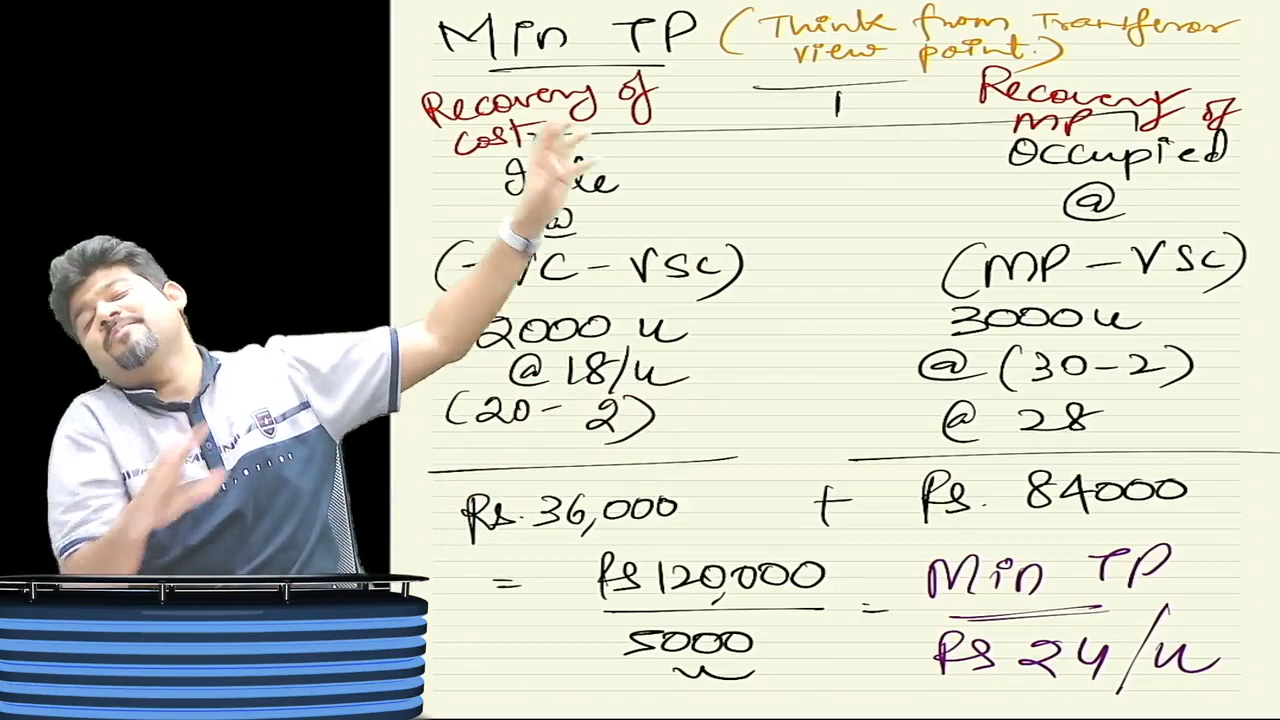 Min TP (Think from Transferor
view point.)
Recovery of
cost
Recovery of
MP
Occupied
@
@
- VSC)
(MP - VSC)
2000 u
3000 u
@ 18/u
@ (30-2)
(20 - 2)
@ 28
Rs. 36,000 + Rs. 84000
= Rs 120,000 = Min TP
5000
u
Rs 24/u